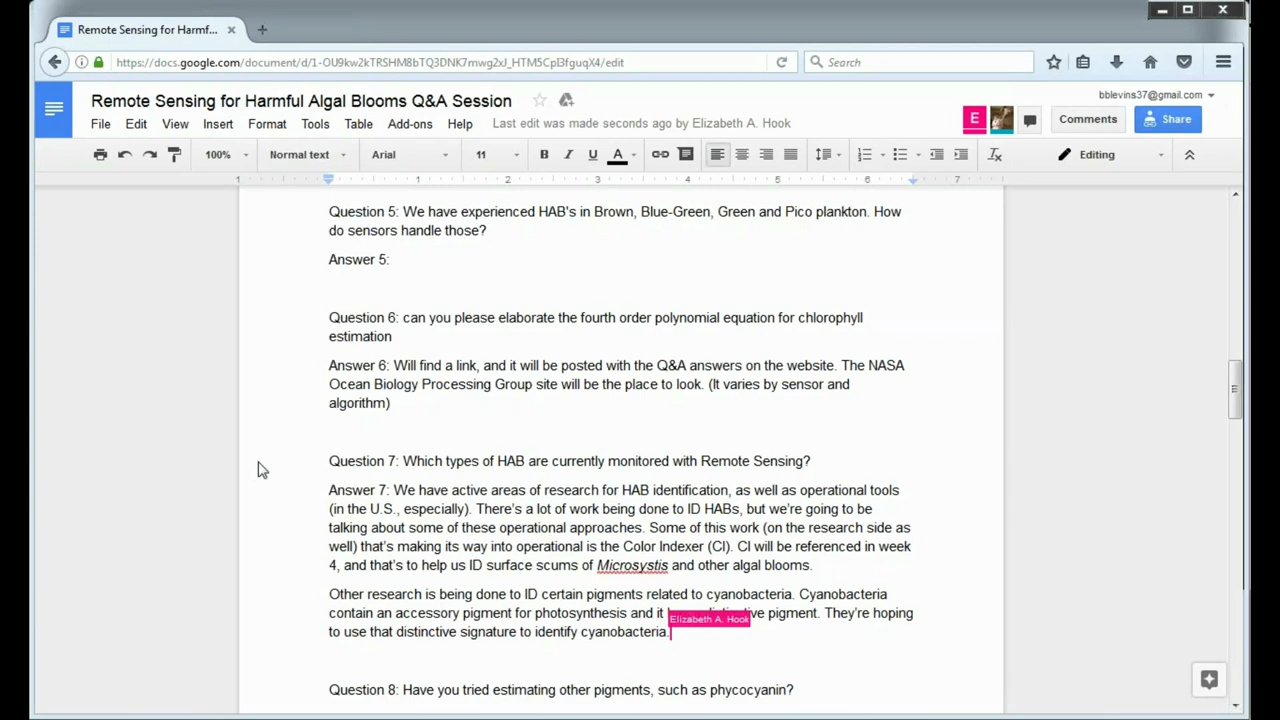 Remote Sensing for Harmf...
https://docs.google.com/document/d/1-OU9kw2kTRSHM8bTQ3DNK7mwg2xJ_HTM5Cpl3fguqX4/edit
Search
Remote Sensing for Harmful Algal Blooms Q&A Session
bblevins37@gmail.com
File Edit View Insert Format Tools Table Add-ons Help Last edit was made seconds ago by Elizabeth A. Hook
E
Comments
Share
100% Normal text Arial 11 B I U A Editing
1 1 2 3 4 5 6 7
Question 5: We have experienced HAB's in Brown, Blue-Green, Green and Pico plankton. How
do sensors handle those?
Answer 5:
Question 6: can you please elaborate the fourth order polynomial equation for chlorophyll
estimation
Answer 6: Will find a link, and it will be posted with the Q&A answers on the website. The NASA
Ocean Biology Processing Group site will be the place to look. (It varies by sensor and
algorithm)
Question 7: Which types of HAB are currently monitored with Remote Sensing?
Answer 7: We have active areas of research for HAB identification, as well as operational tools
(in the U.S., especially). There's a lot of work being done to ID HABs, but we're going to be
talking about some of these operational approaches. Some of this work (on the research side as
well) that's making its way into operational is the Color Indexer (CI). CI will be referenced in week
4, and that's to help us ID surface scums of Microsystis and other algal blooms.
Other research is being done to ID certain pigments related to cyanobacteria. Cyanobacteria
contain an accessory pigment for photosynthesis and it pigment. They're hoping
Elizabeth A. Hook
to use that distinctive signature to identify cyanobacteria.
Question 8: Have you tried estimating other pigments, such as phycocyanin?